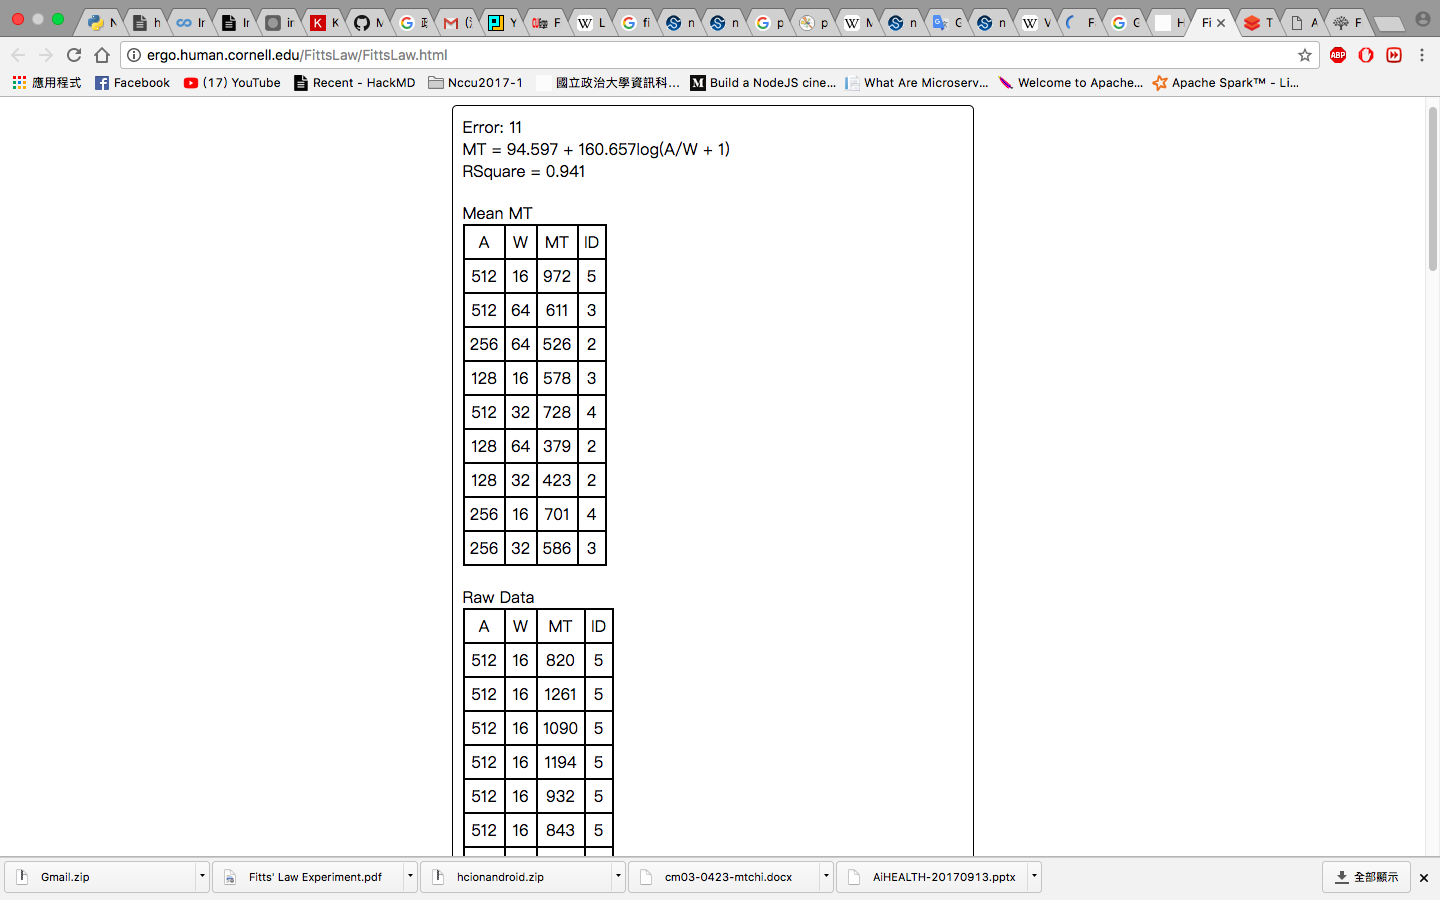 ergo.human.cornell.edu/FittsLaw/FittsLaw.html
應用程式 Facebook (17) YouTube Recent - HackMD Nccu2017-1 國立政治大學資訊科... Build a NodeJS cine... What Are Microserv... Welcome to Apache... Apache Spark™ - Li...
Error: 11
MT = 94.597 + 160.657log(A/W + 1)
RSquare = 0.941
Mean MT
A W MT ID
512 16 972 5
512 64 611 3
256 64 526 2
128 16 578 3
512 32 728 4
128 64 379 2
128 32 423 2
256 16 701 4
256 32 586 3
Raw Data
A W MT ID
512 16 820 5
512 16 1261 5
512 16 1090 5
512 16 1194 5
512 16 932 5
512 16 843 5
Gmail.zip Fitts' Law Experiment.pdf hcionandroid.zip cm03-0423-mtchi.docx AiHEALTH-20170913.pptx 全部顯示